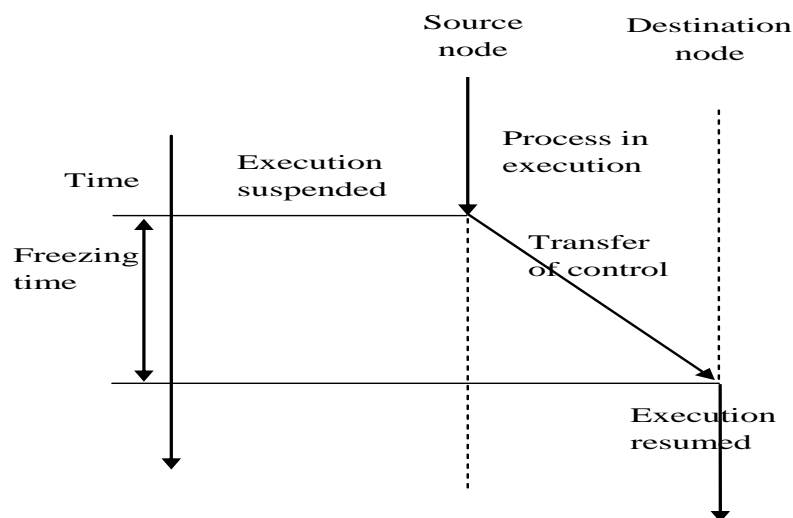 Source
node
Destination
node
Process in
execution
Execution
suspended
Time
Transfer
of control
Freezing
time
Execution
resumed